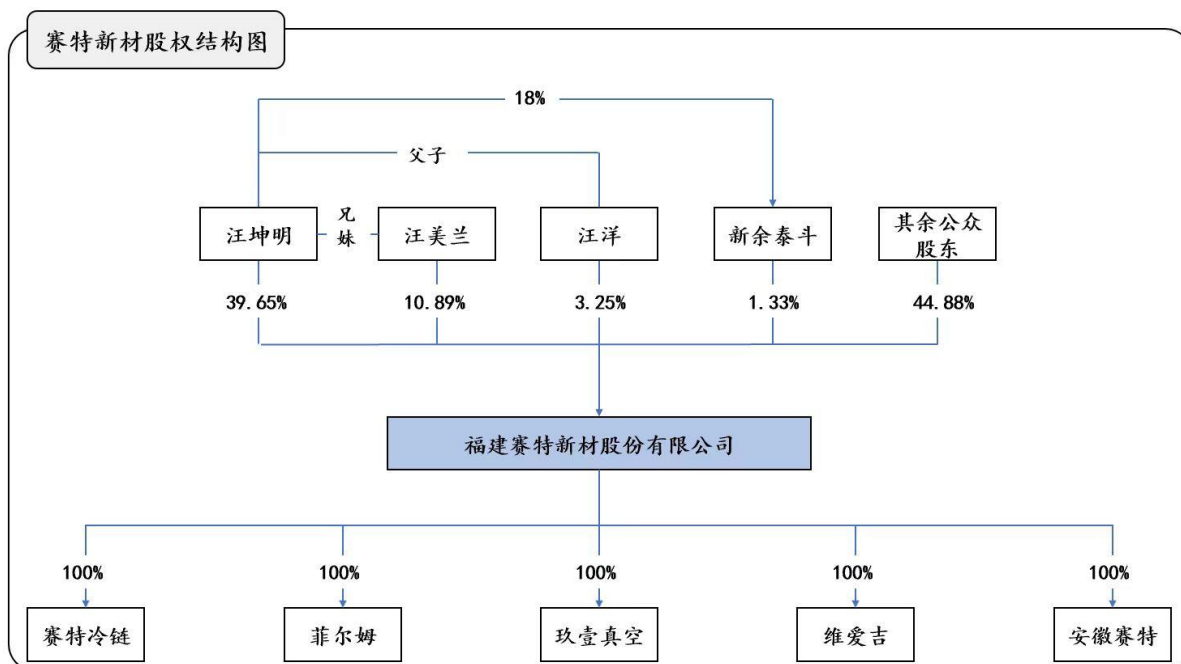 赛特新材股权结构图
18%
父子
汪坤明
兄
妹
汪美兰
汪洋
新余泰斗
其余公众
股东
39.65%
10.89%
3.25%
1.33%
44.88%
福建赛特新材股份有限公司
100%
100%
100%
100%
100%
赛特冷链
菲尔姆
玖壹真空
维爱吉
安徽赛特